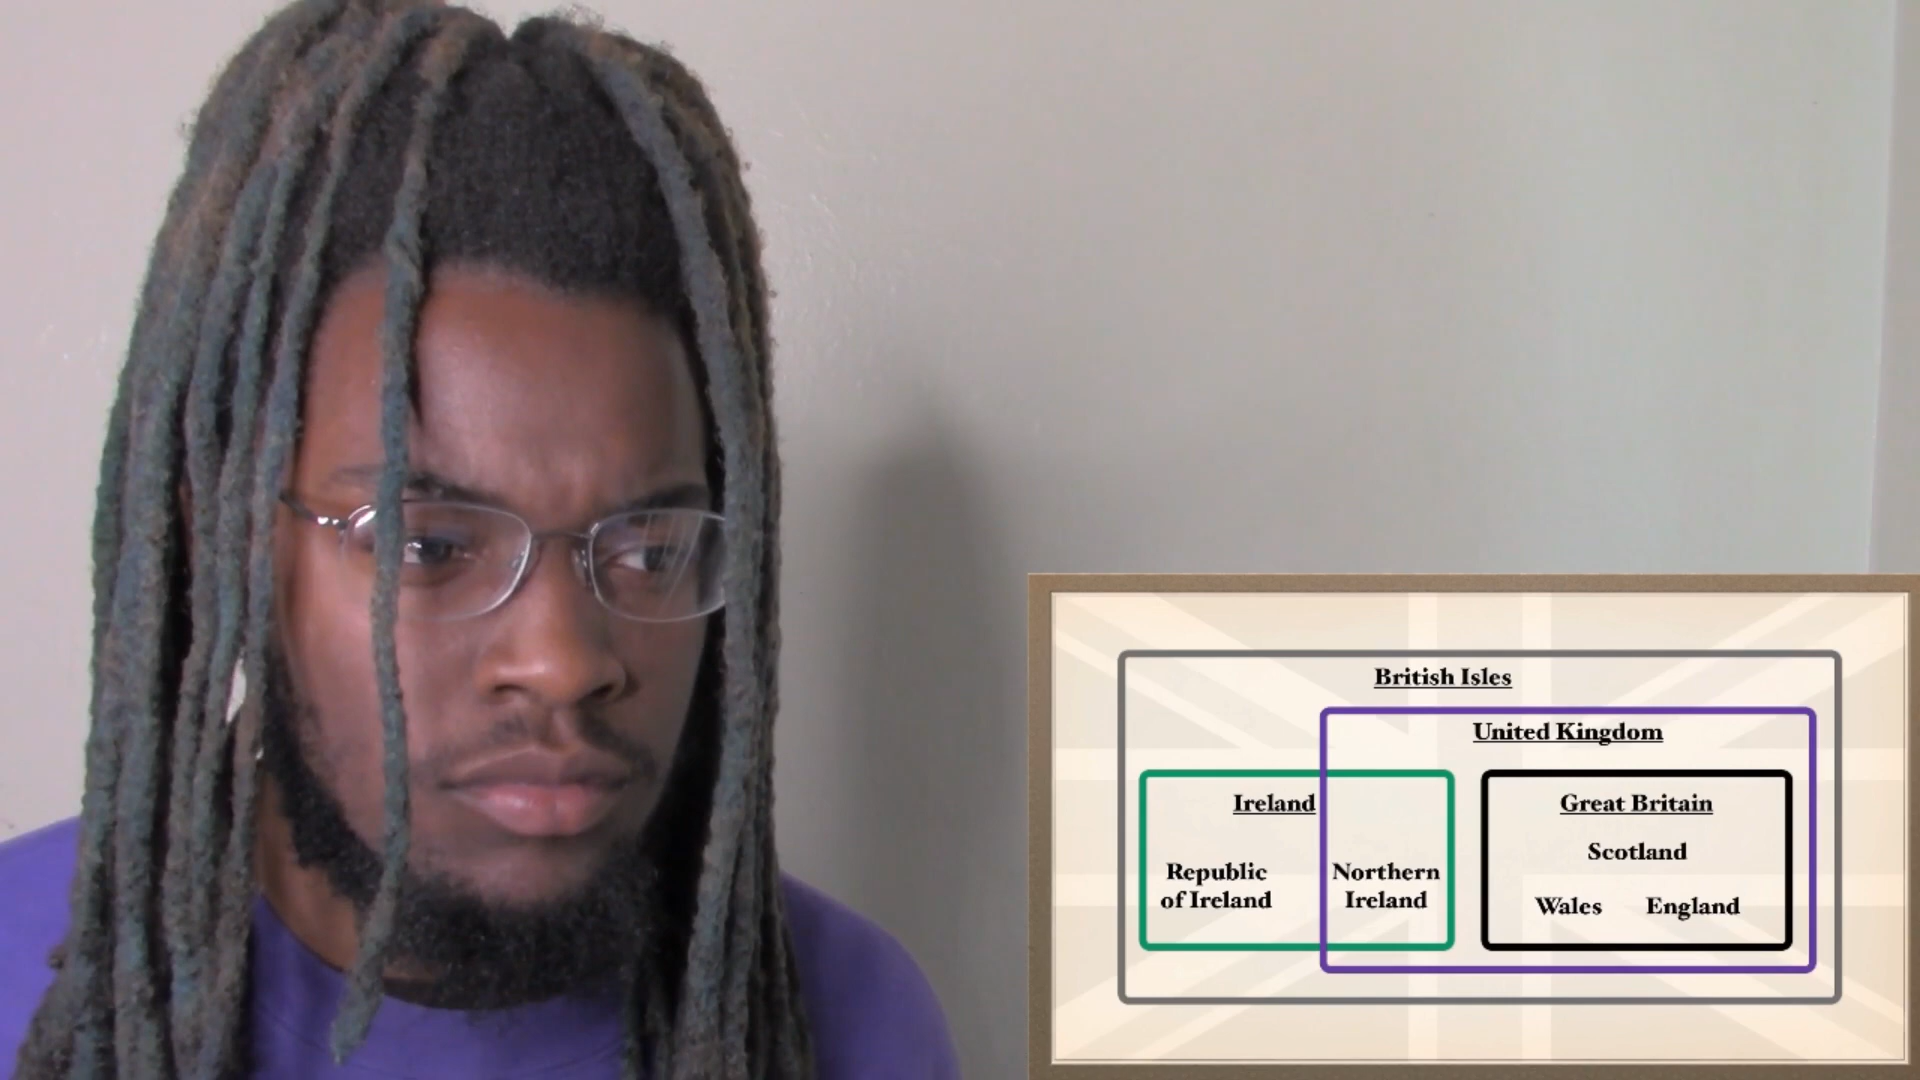 British Isles
United Kingdom
Ireland
Great Britain
Scotland
Republic
of Ireland
Northern
Ireland
Wales
England